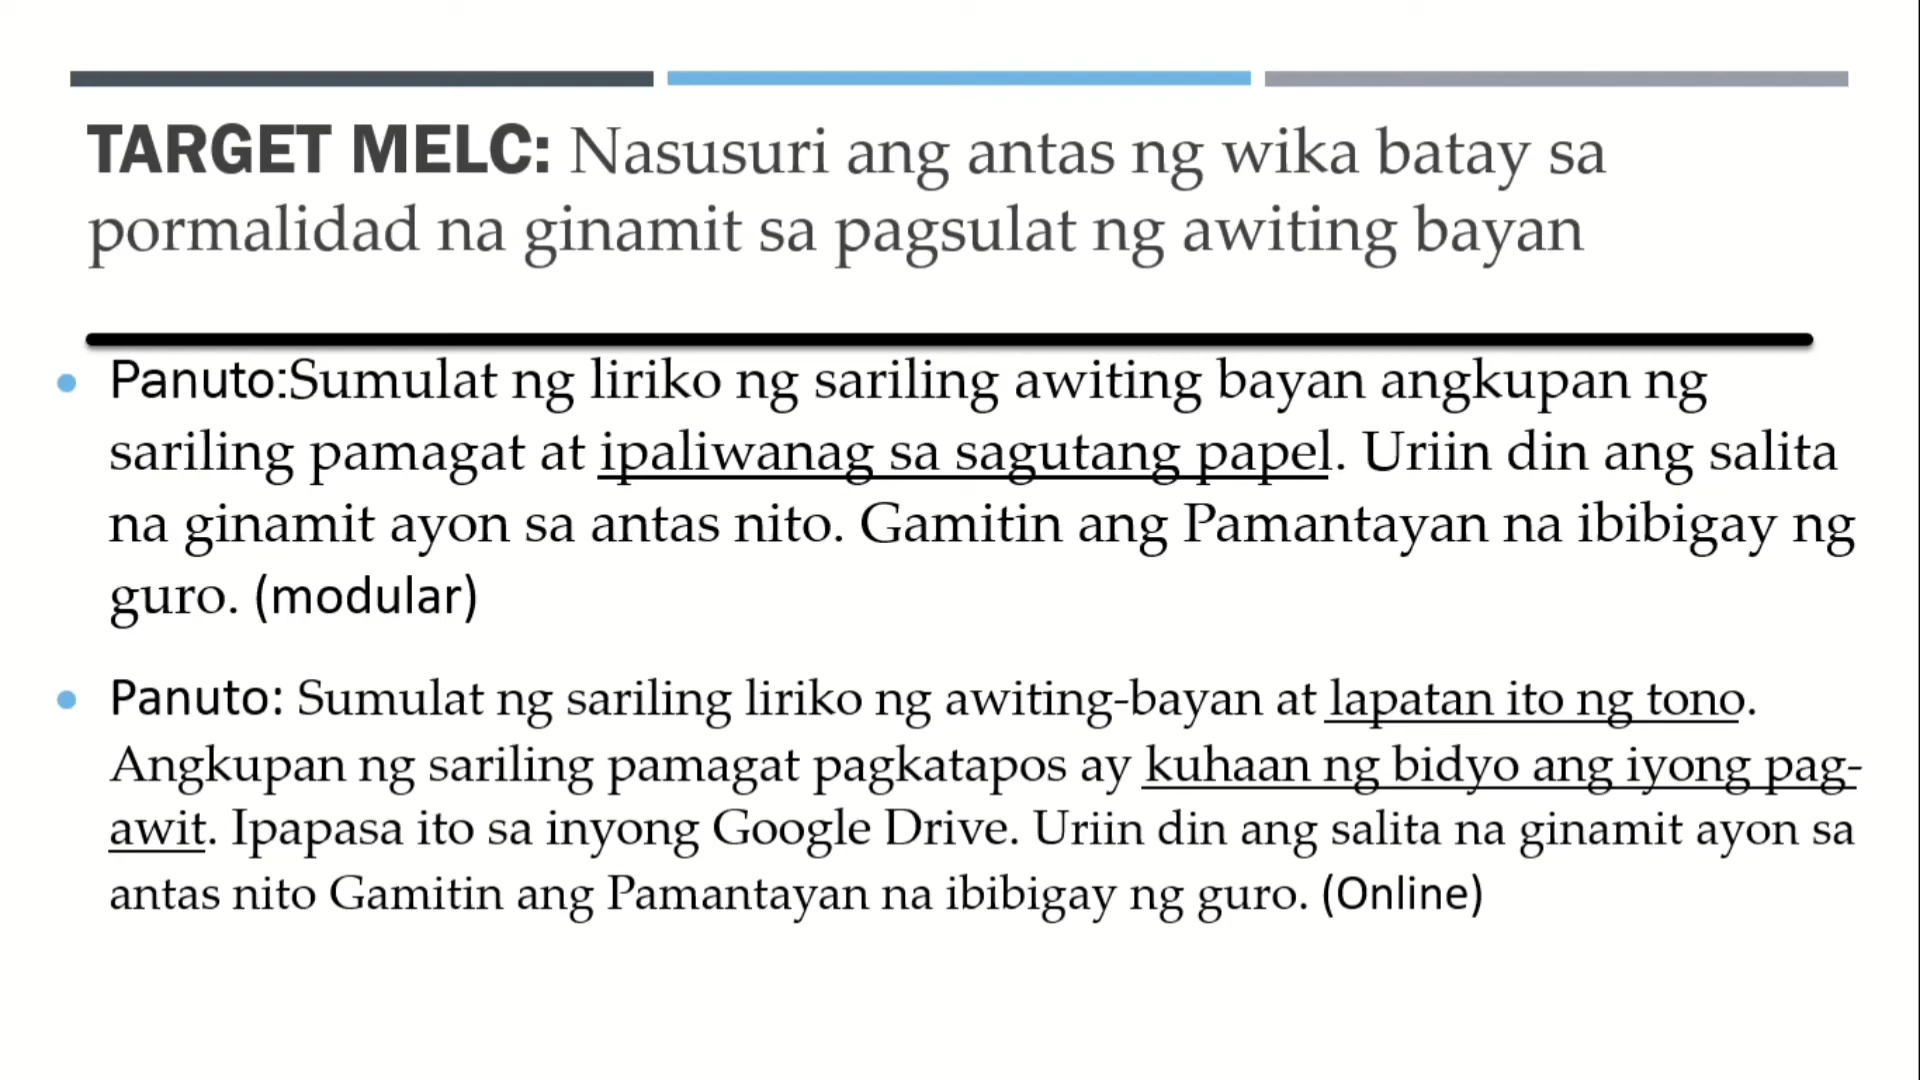 TARGET MELC: Nasusuri ang antas ng wika batay sa
pormalidad na ginamit sa pagsulat ng awiting bayan
Panuto:Sumulat ng liriko ng sariling awiting bayan angkupan ng
sariling pamagat at ipaliwanag sa sagutang papel. Uriin din ang salita
na ginamit ayon sa antas nito. Gamitin ang Pamantayan na ibibigay ng
guro. (modular)
Panuto: Sumulat ng sariling liriko ng awiting-bayan at lapatan ito ng tono.
Angkupan ng sariling pamagat pagkatapos ay kuhaan ng bidyo ang iyong pag-
awit. Ipapasa ito sa inyong Google Drive. Uriin din ang salita na ginamit ayon sa
antas nito Gamitin ang Pamantayan na ibibigay ng guro. (Online)